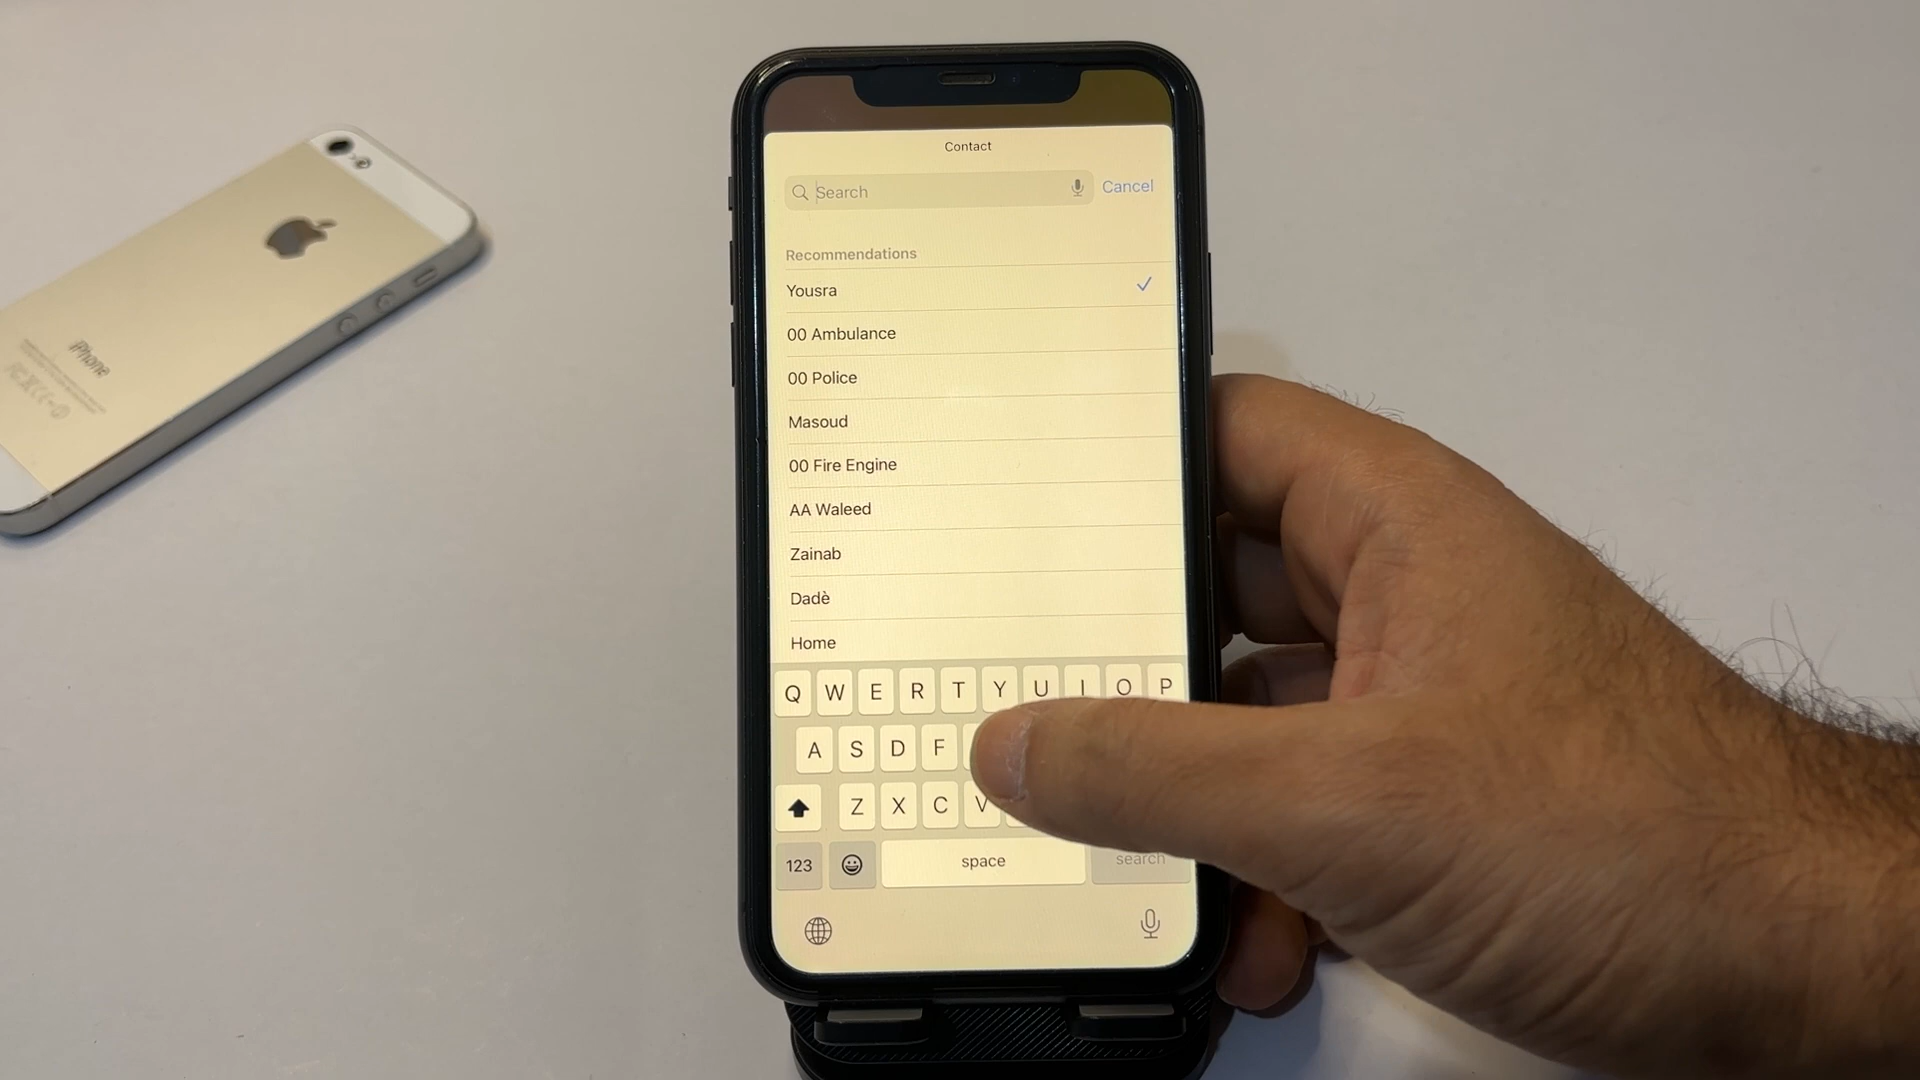 Contact
Search
Cancel
Recommendations
Yousra
00 Ambulance
00 Police
Masoud
00 Fire Engine
AA Waleed
Zainab
Dadè
Home
Q W E R T Y U I O P
A S D F
Z X C V
123
space
search
iPhone